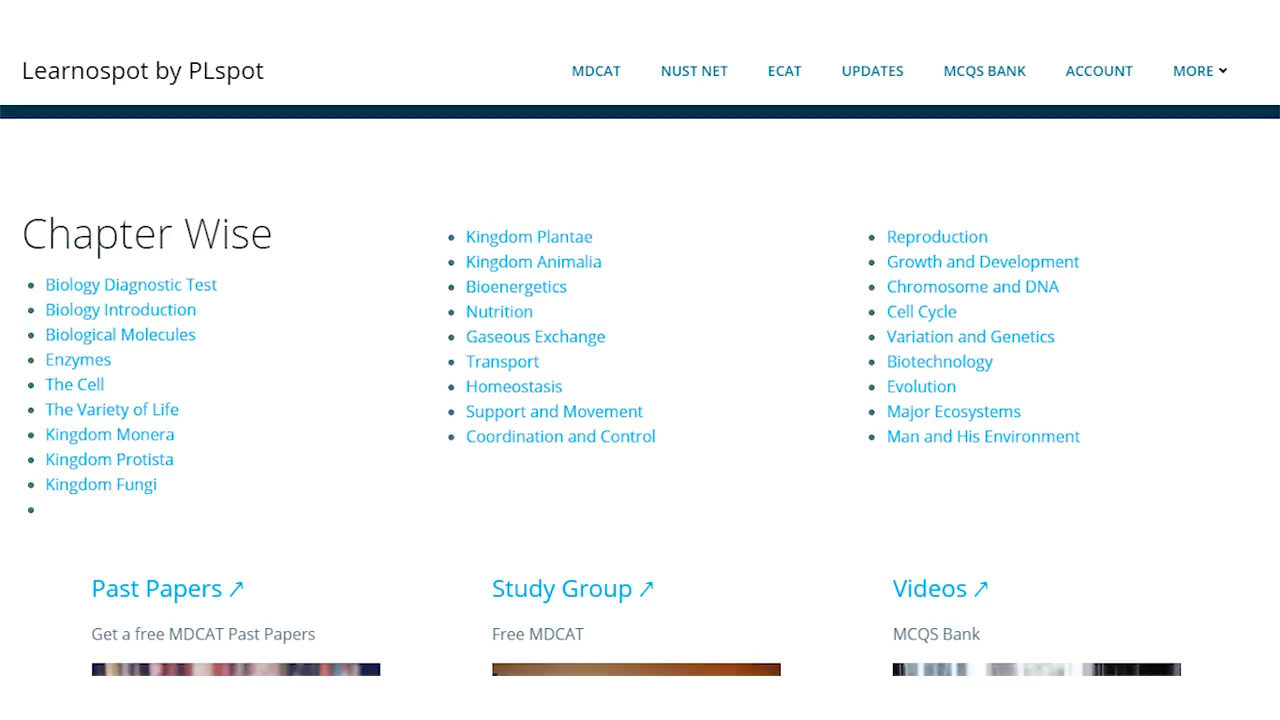 Learnospot by PLspot
MDCAT NUST NET ECAT UPDATES MCQS BANK ACCOUNT MORE
Chapter Wise
Biology Diagnostic Test
Biology Introduction
Biological Molecules
Enzymes
The Cell
The Variety of Life
Kingdom Monera
Kingdom Protista
Kingdom Fungi
Kingdom Plantae
Kingdom Animalia
Bioenergetics
Nutrition
Gaseous Exchange
Transport
Homeostasis
Support and Movement
Coordination and Control
Reproduction
Growth and Development
Chromosome and DNA
Cell Cycle
Variation and Genetics
Biotechnology
Evolution
Major Ecosystems
Man and His Environment
Past Papers ↗
Get a free MDCAT Past Papers
Study Group ↗
Free MDCAT
Videos ↗
MCQS Bank